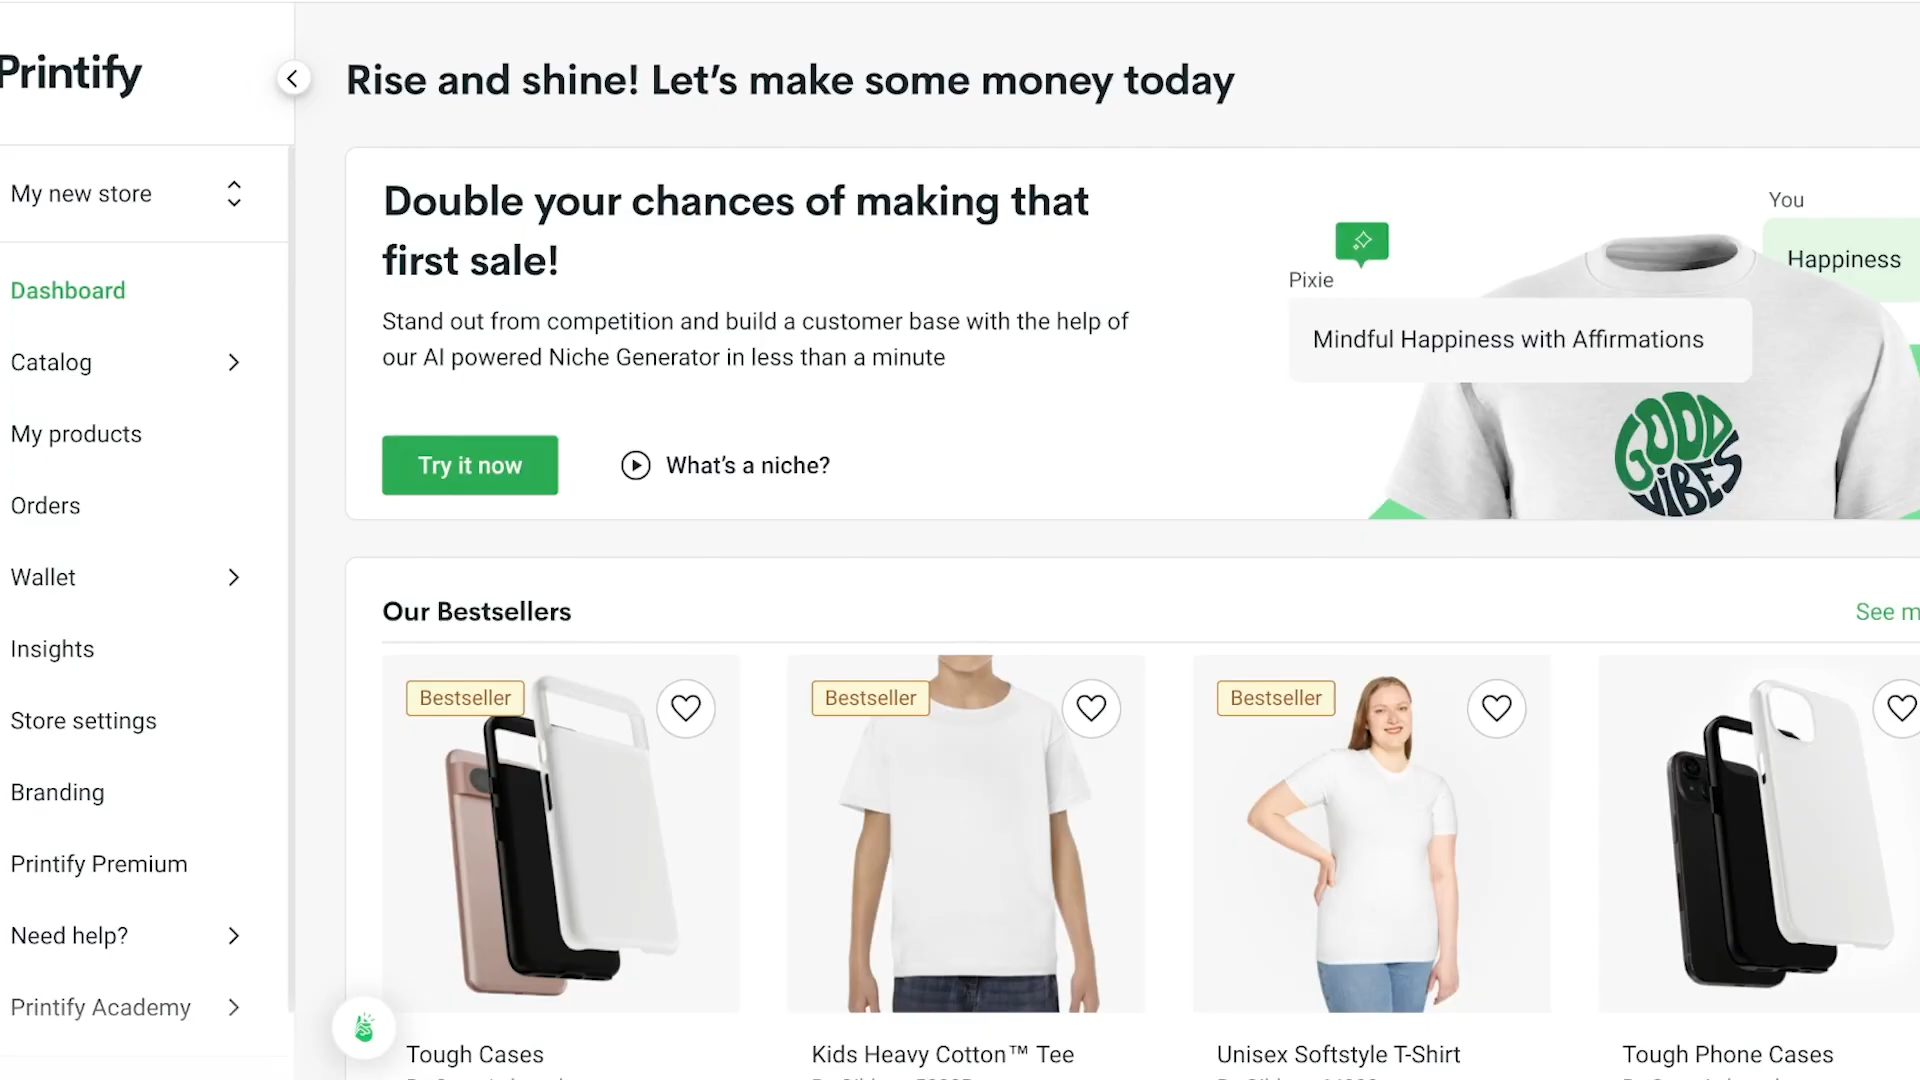 Printify
Rise and shine! Let's make some money today
My new store
Dashboard
Catalog
My products
Orders
Wallet
Insights
Store settings
Branding
Printify Premium
Need help?
Printify Academy
Double your chances of making that
first sale!
Stand out from competition and build a customer base with the help of
our AI powered Niche Generator in less than a minute
Try it now
What's a niche?
You
Happiness
Pixie
Mindful Happiness with Affirmations
GOOD
VIBES
Our Bestsellers
See m
Bestseller
Bestseller
Bestseller
Tough Cases
Kids Heavy Cotton™ Tee
Unisex Softstyle T-Shirt
Tough Phone Cases